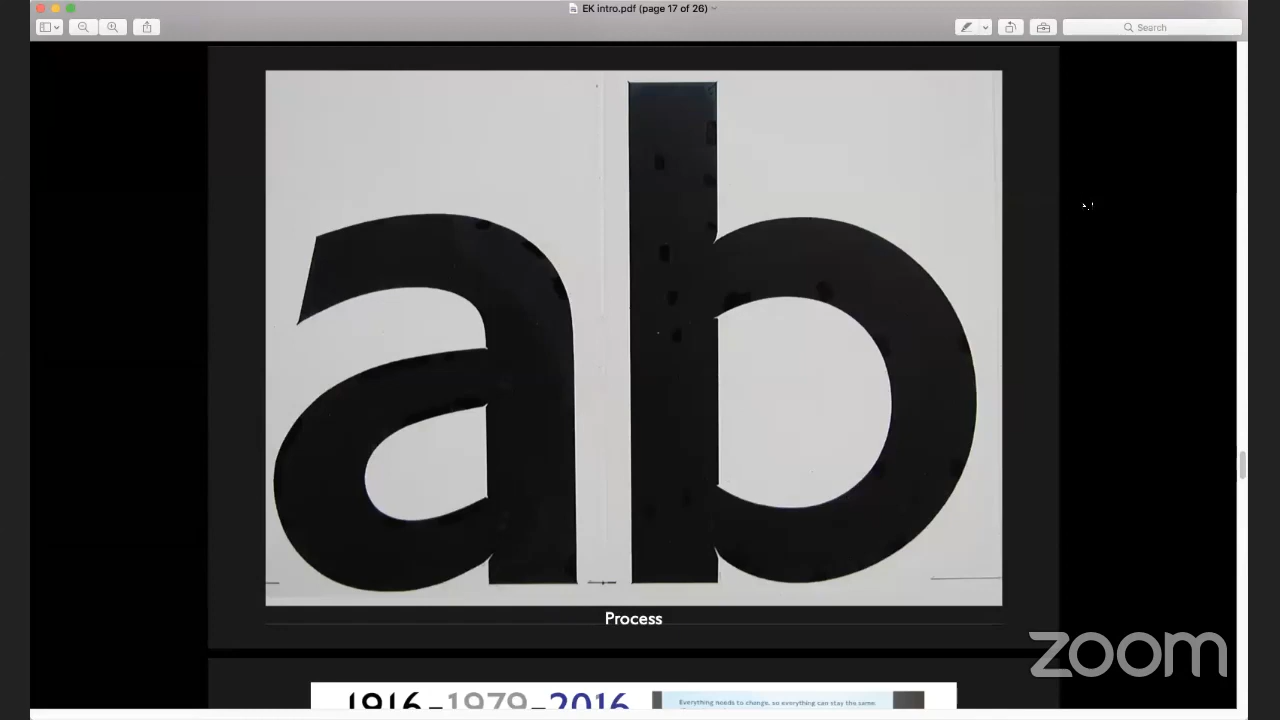 EK intro.pdf (page 17 of 26)
Search
ab
Process
zoom
1916–1979–2016
Everything needs to change, so everything can stay the same.